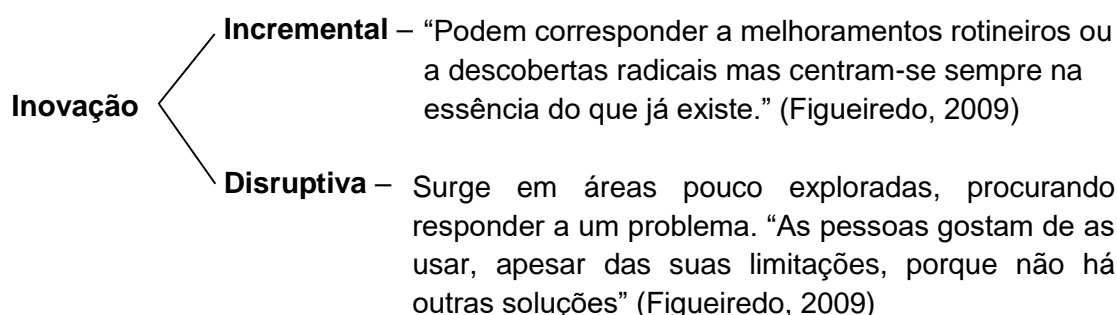 Incremental – “Podem corresponder a melhoramentos rotineiros ou
a descobertas radicais mas centram-se sempre na
essência do que já existe.” (Figueiredo, 2009)
Inovação
Disruptiva – Surge em áreas pouco exploradas, procurando
responder a um problema. “As pessoas gostam de as
usar, apesar das suas limitações, porque não há
outras soluções” (Figueiredo, 2009)